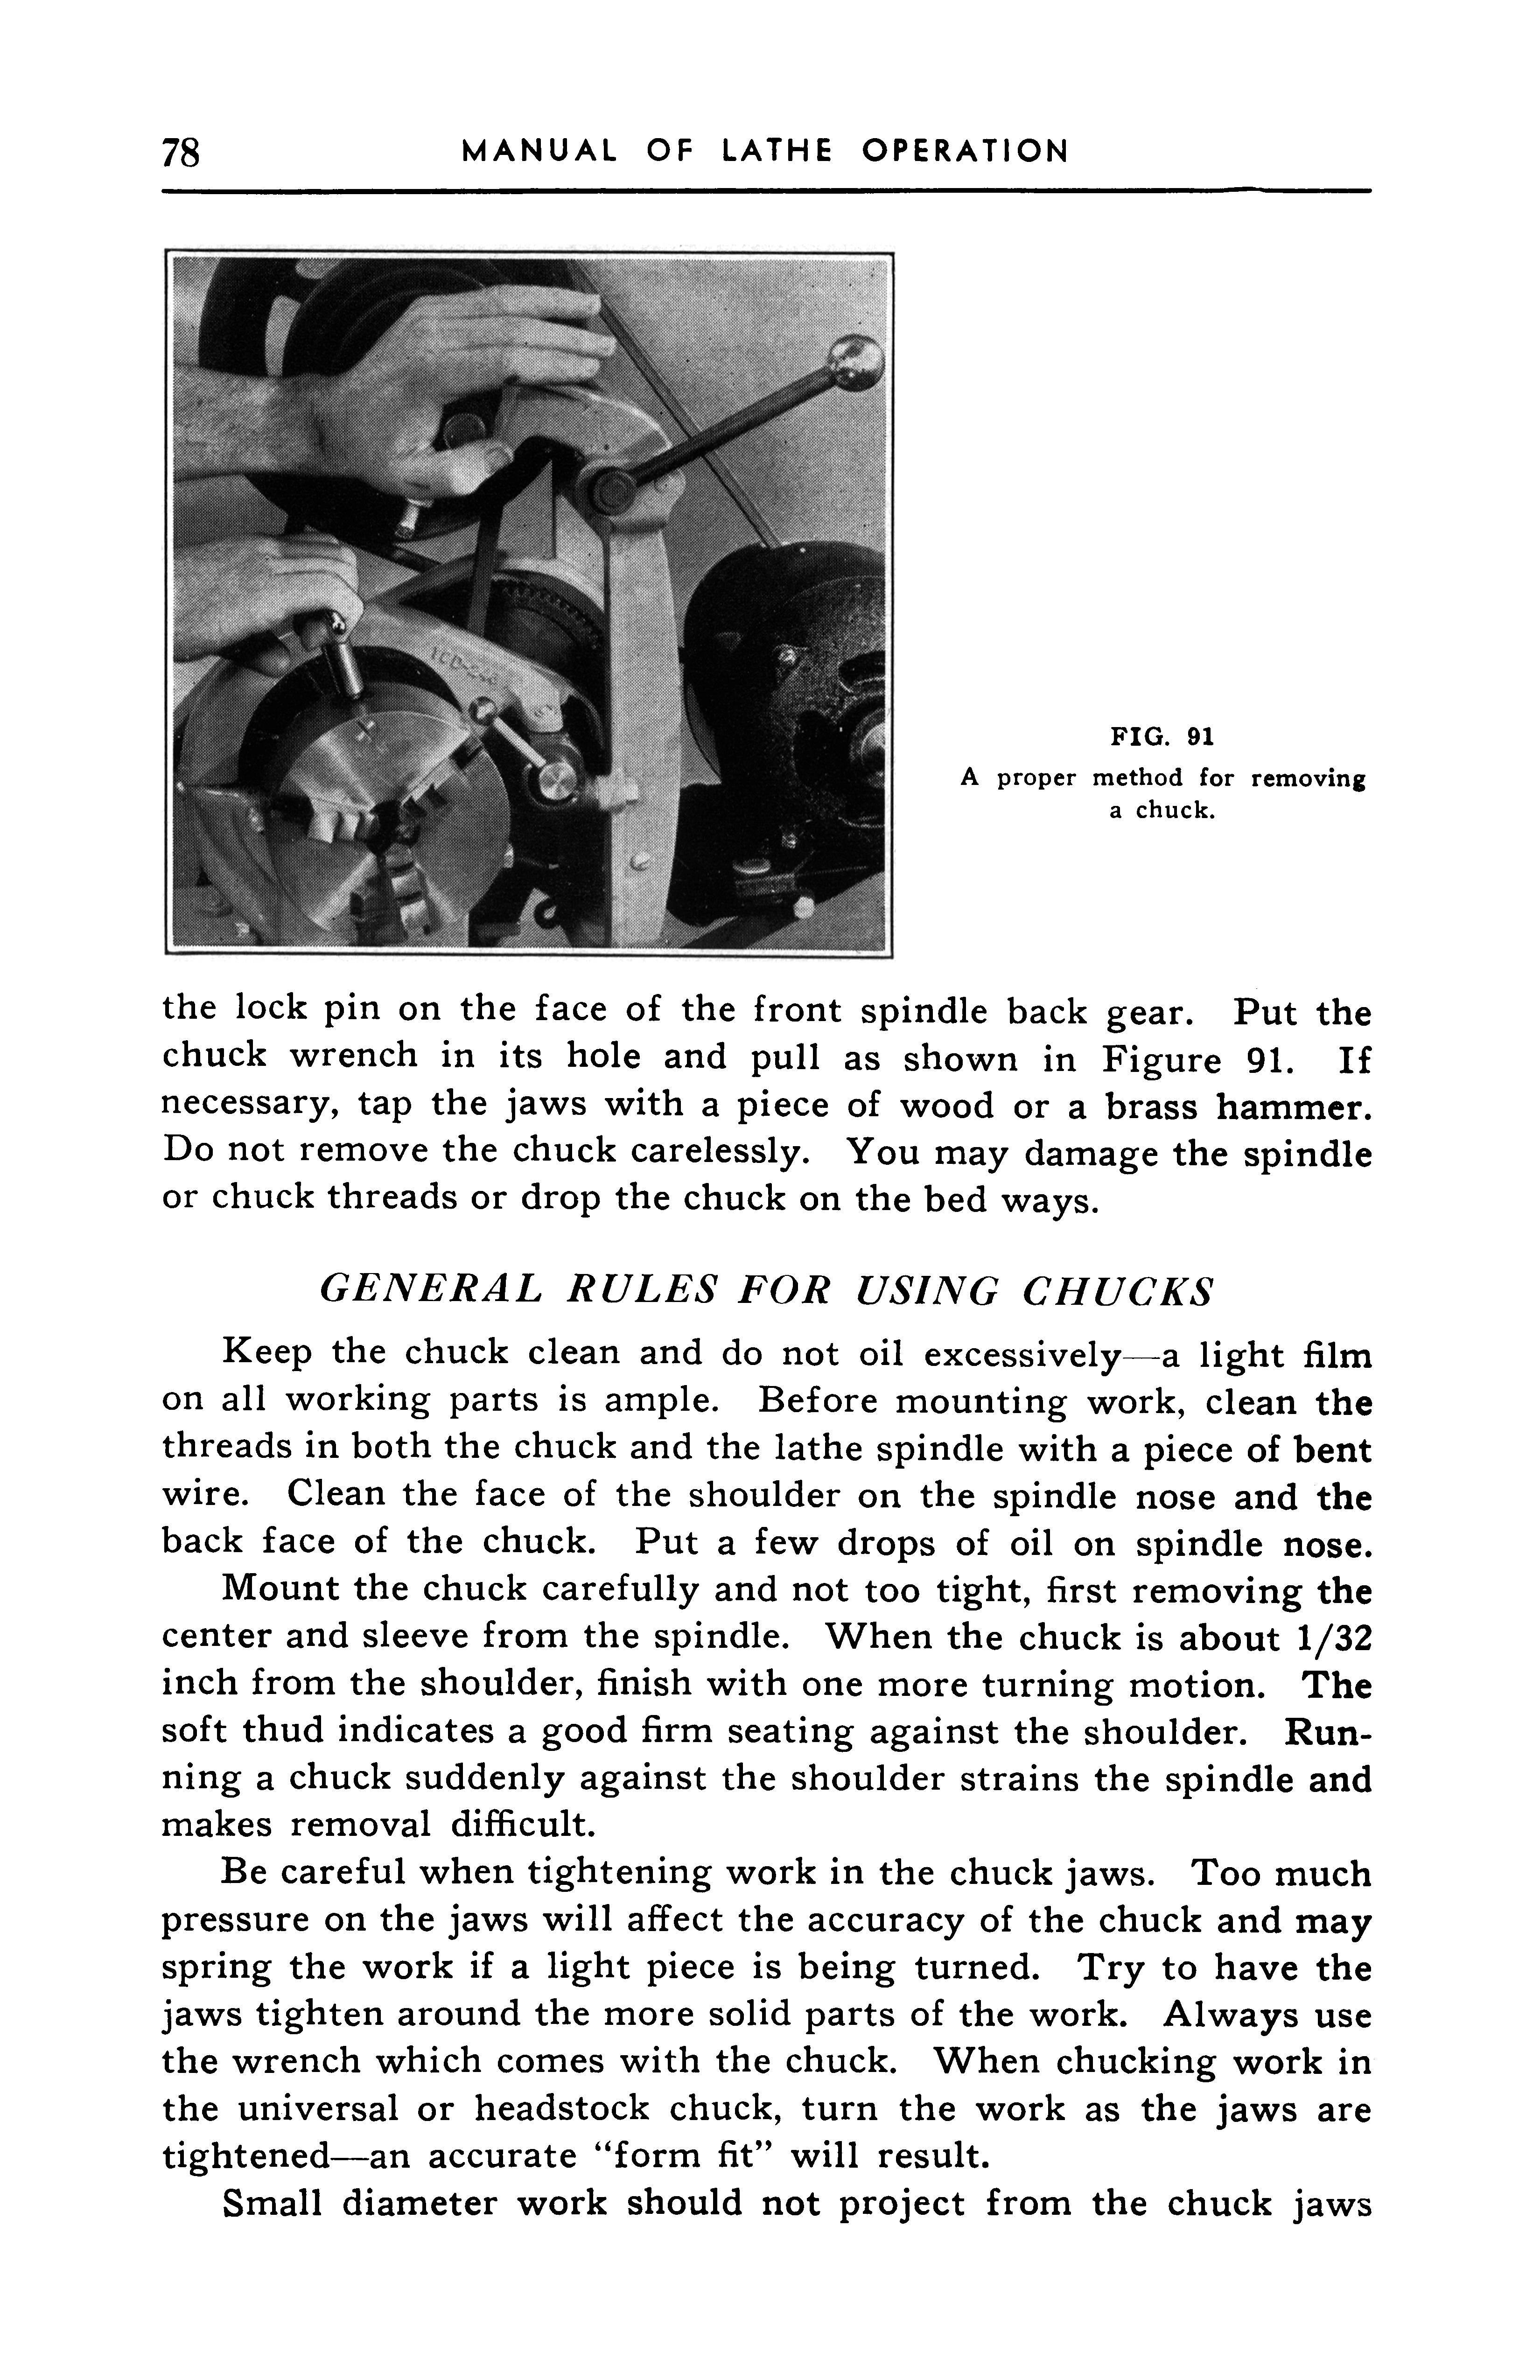 78 MANUAL OF LATHE OPERATION
FIG. 91
A proper method for removing
a chuck.
the lock pin on the face of the front spindle back gear. Put the
chuck wrench in its hole and pull as shown in Figure 91. If
necessary, tap the jaws with a piece of wood or a brass hammer.
Do not remove the chuck carelessly. You may damage the spindle
or chuck threads or drop the chuck on the bed ways.
GENERAL RULES FOR USING CHUCKS
Keep the chuck clean and do not oil excessively—a light film
on all working parts is ample. Before mounting work, clean the
threads in both the chuck and the lathe spindle with a piece of bent
wire. Clean the face of the shoulder on the spindle nose and the
back face of the chuck. Put a few drops of oil on spindle nose.
Mount the chuck carefully and not too tight, first removing the
center and sleeve from the spindle. When the chuck is about 1/32
inch from the shoulder, finish with one more turning motion. The
soft thud indicates a good firm seating against the shoulder. Run-
ning a chuck suddenly against the shoulder strains the spindle and
makes removal difficult.
Be careful when tightening work in the chuck jaws. Too much
pressure on the jaws will affect the accuracy of the chuck and may
spring the work if a light piece is being turned. Try to have the
jaws tighten around the more solid parts of the work. Always use
the wrench which comes with the chuck. When chucking work in
the universal or headstock chuck, turn the work as the jaws are
tightened—an accurate “form fit” will result.
Small diameter work should not project from the chuck jaws